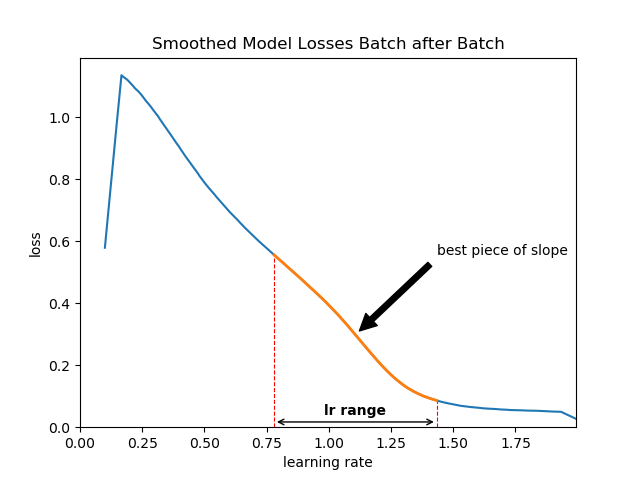 Smoothed Model Losses Batch after Batch
loss
1.0
0.8
0.6
0.4
0.2
0.0
best piece of slope
lr range
0.00 0.25 0.50 0.75 1.00 1.25 1.50 1.75
learning rate